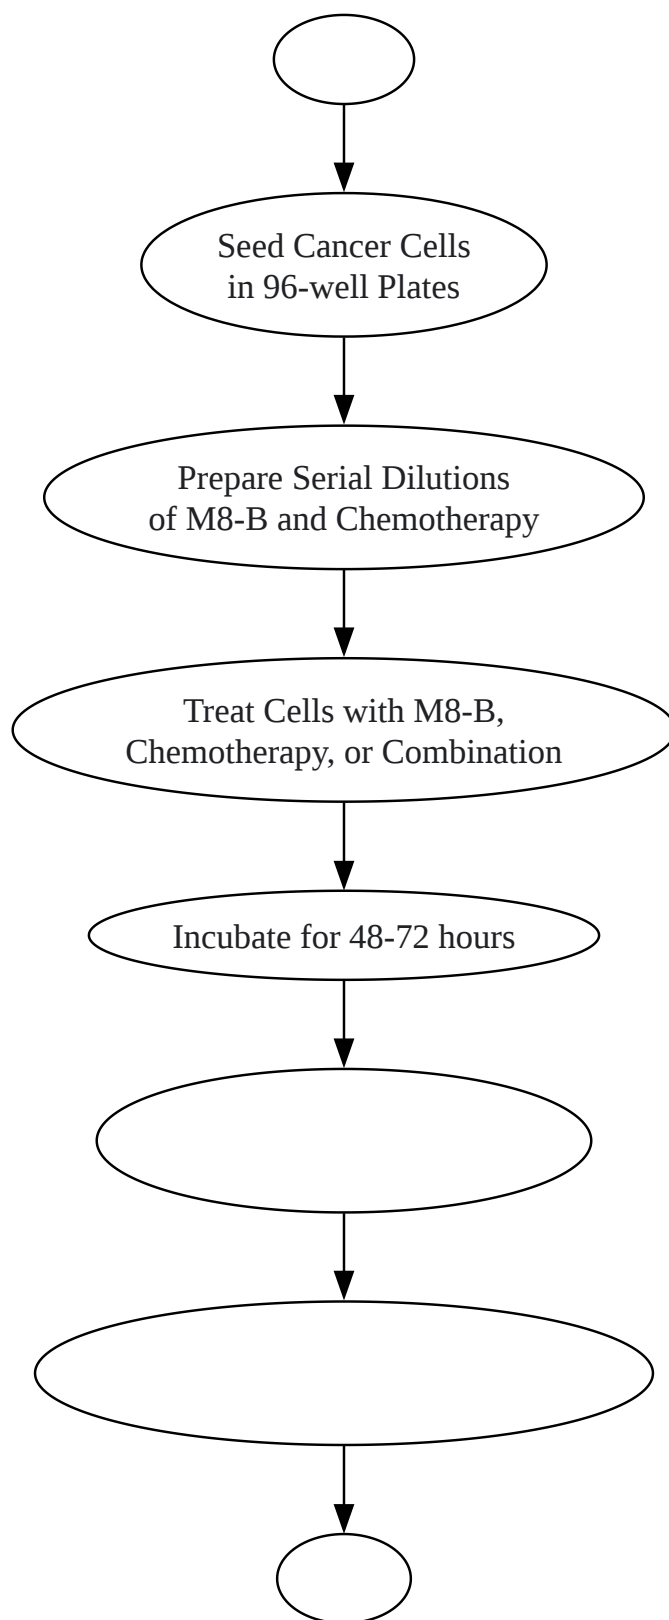 Seed Cancer Cells
in 96-well Plates
Prepare Serial Dilutions
of M8-B and Chemotherapy
Treat Cells with M8-B,
Chemotherapy, or Combination
Incubate for 48-72 hours